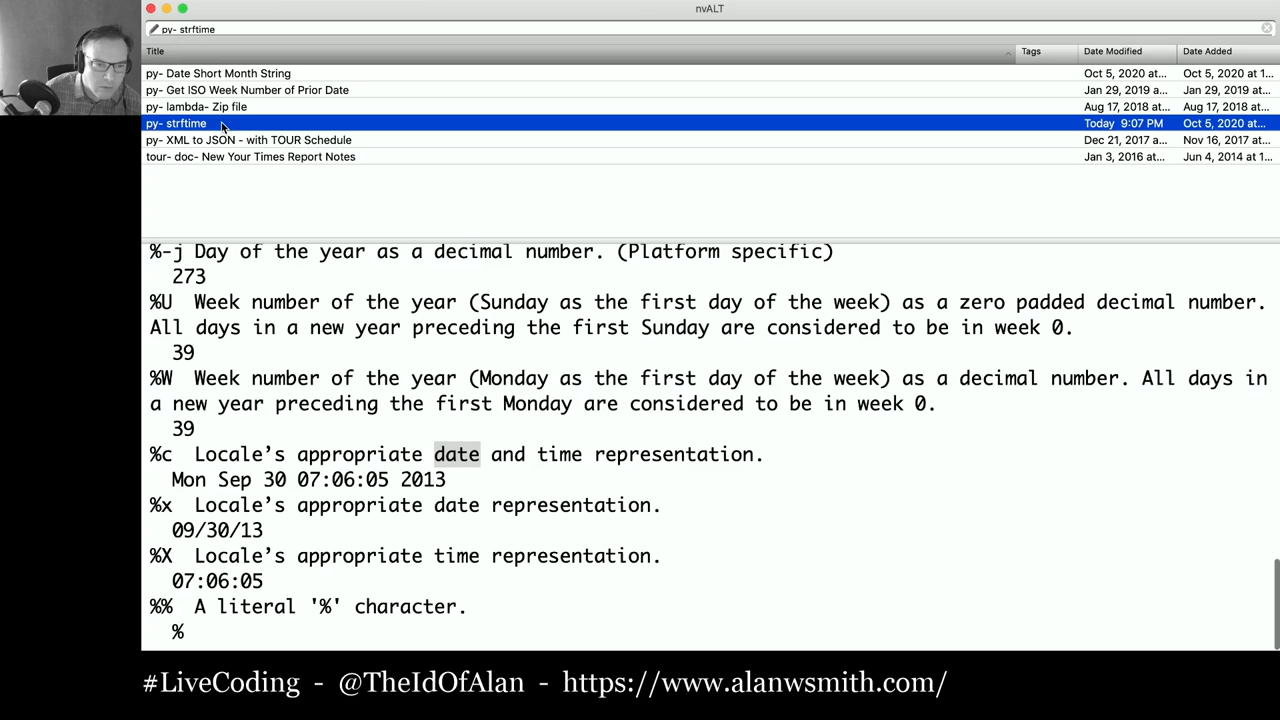 nvALT
py- strftime
Title Tags Date Modified Date Added
py- Date Short Month String Oct 5, 2020 at... Oct 5, 2020 at 1...
py- Get ISO Week Number of Prior Date Jan 29, 2019 a... Jan 29, 2019 a...
py- lambda- Zip file Aug 17, 2018 at... Aug 17, 2018 at...
py- strftime Today 9:07 PM Oct 5, 2020 at...
py- XML to JSON - with TOUR Schedule Dec 21, 2017 a... Nov 16, 2017 at...
tour- doc- New Your Times Report Notes Jan 3, 2016 at... Jun 4, 2014 at 1...
%-j Day of the year as a decimal number. (Platform specific)
273
%U Week number of the year (Sunday as the first day of the week) as a zero padded decimal number.
All days in a new year preceding the first Sunday are considered to be in week 0.
39
%W Week number of the year (Monday as the first day of the week) as a decimal number. All days in
a new year preceding the first Monday are considered to be in week 0.
39
%c Locale’s appropriate date and time representation.
Mon Sep 30 07:06:05 2013
%x Locale’s appropriate date representation.
09/30/13
%X Locale’s appropriate time representation.
07:06:05
%% A literal '%' character.
%
#LiveCoding - @TheIdOfAlan - https://www.alanwsmith.com/